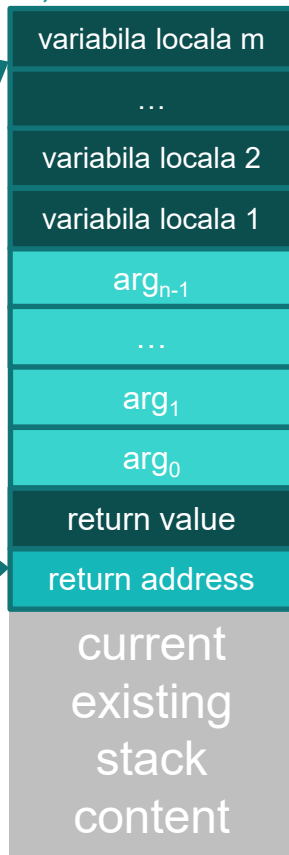 variabila locala m
...
variabila locala 2
variabila locala 1
argn-1
...
arg1
arg0
return value
return address
current
existing
stack
content